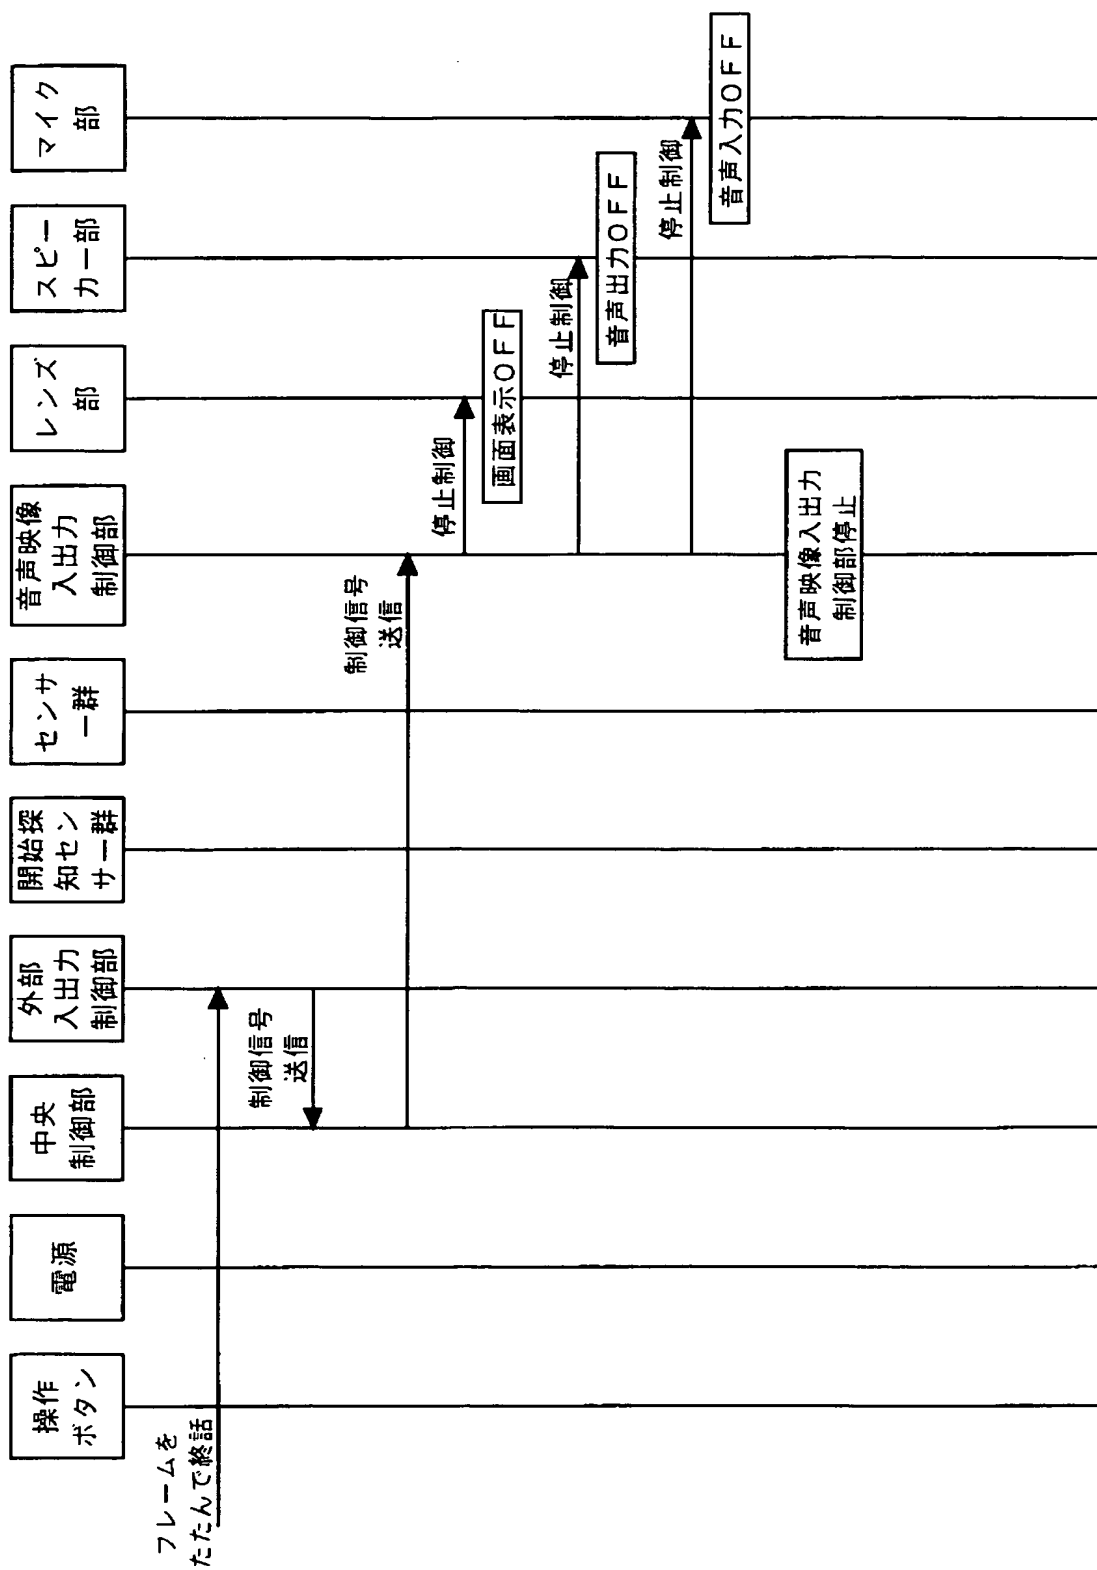 操作
ボタン
電源
中央
制御部
外部
入出力
制御部
開始探
知セン
サー群
センサ
ー群
音声映像
入出力
制御部
レンズ
部
スピー
カー部
マイク
部
フレームを
たたんで終話
制御信号
送信
制御信号
送信
停止制御
画面表示OFF
停止制御
音声出力OFF
停止制御
音声入力OFF
音声映像入出力
制御部停止